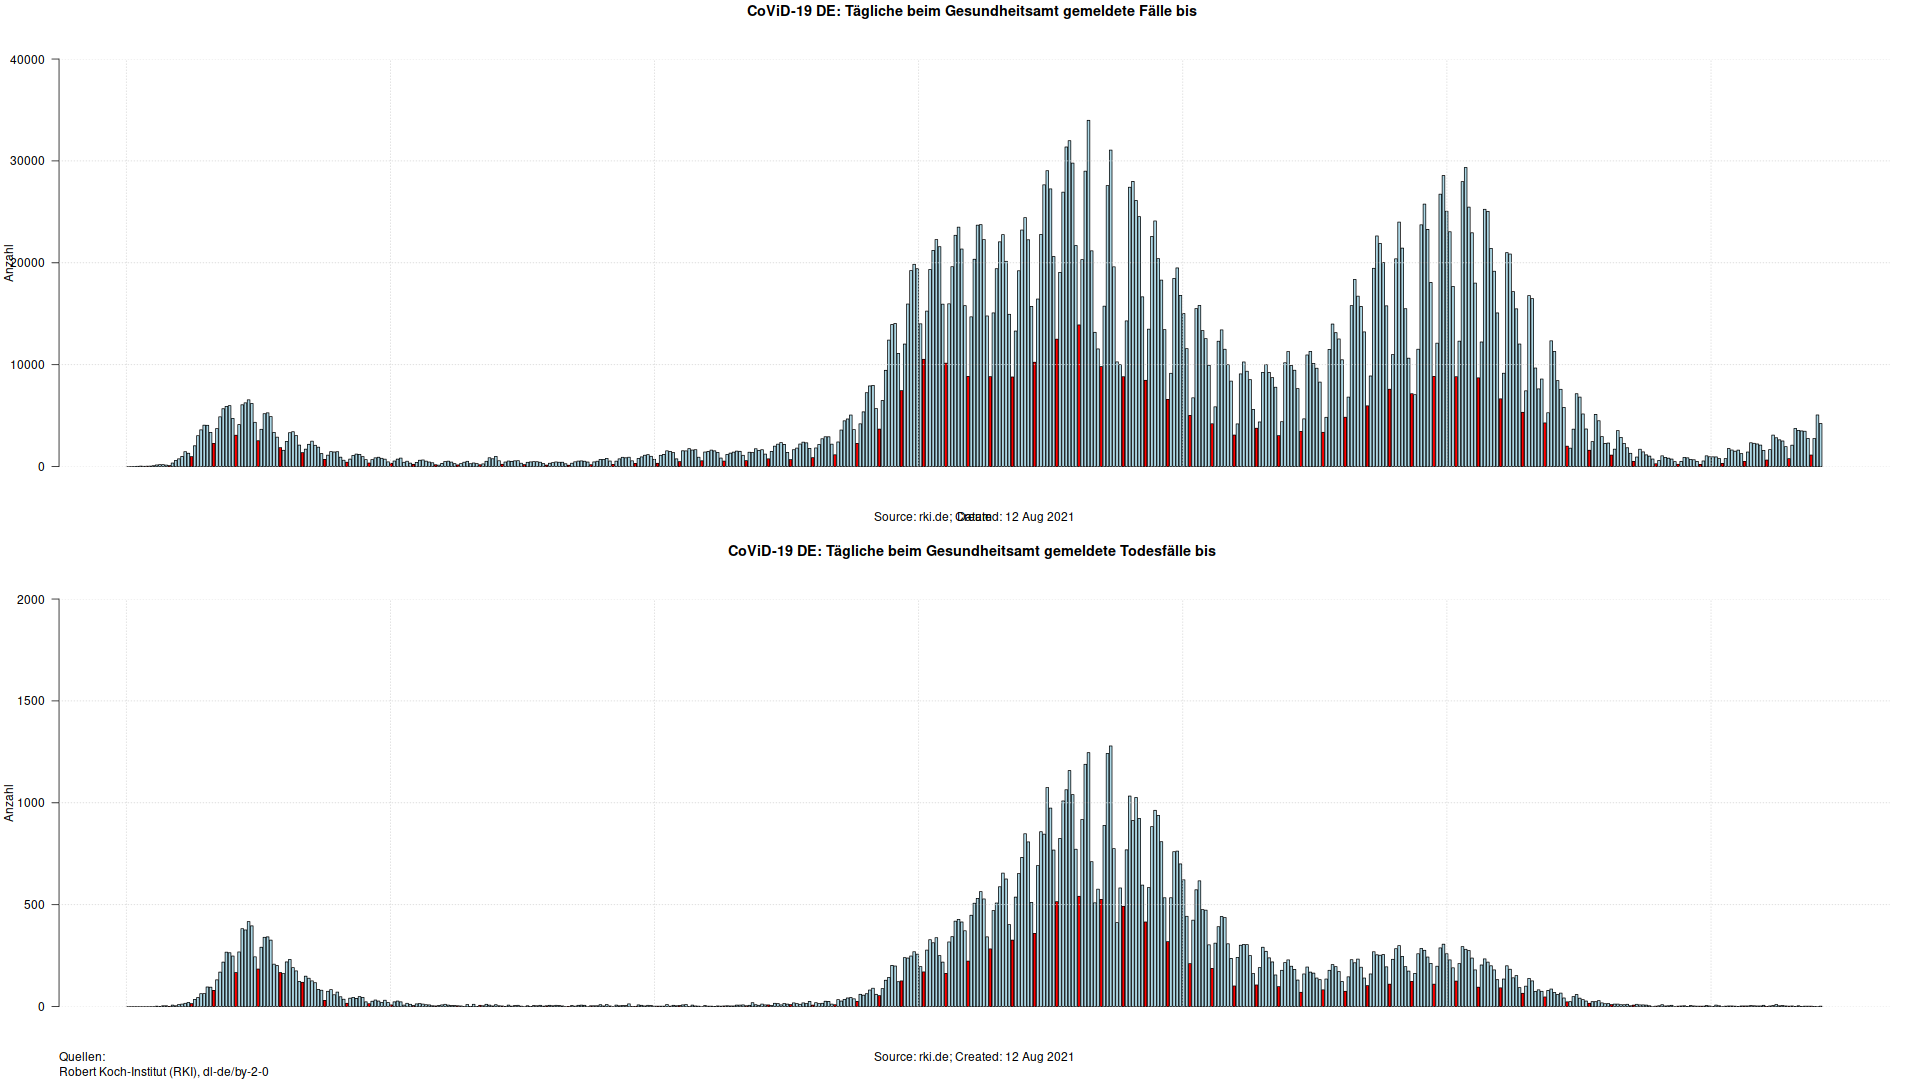 CoViD-19 DE: Tägliche beim Gesundheitsamt gemeldete Fälle bis
40000
30000
20000
10000
0
Anzahl
Source: rki.de; Created: 12 Aug 2021
Datum
CoViD-19 DE: Tägliche beim Gesundheitsamt gemeldete Todesfälle bis
2000
1500
1000
500
0
Anzahl
Source: rki.de; Created: 12 Aug 2021
Quellen:
Robert Koch-Institut (RKI), dl-de/by-2-0